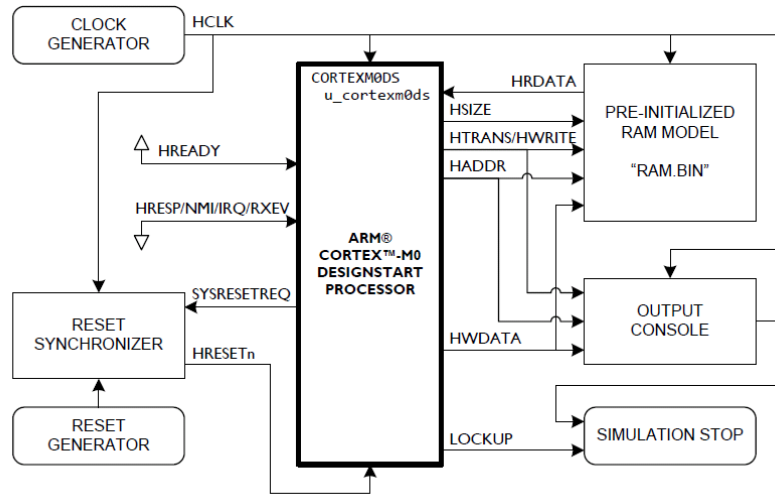 CLOCK
GENERATOR
HCLK
CORTEXM0DS
u_cortexm0ds
HRDATA
HSIZE
HTRANS/HWRITE
HADDR
PRE-INITIALIZED
RAM MODEL
“RAM.BIN”
HREADY
HRESP/NMI/IRQ/RXEV
ARM®
CORTEX™-M0
DESIGNSTART
PROCESSOR
SYSRESETREQ
RESET
SYNCHRONIZER
HRESETn
HWDATA
OUTPUT
CONSOLE
RESET
GENERATOR
LOCKUP
SIMULATION STOP